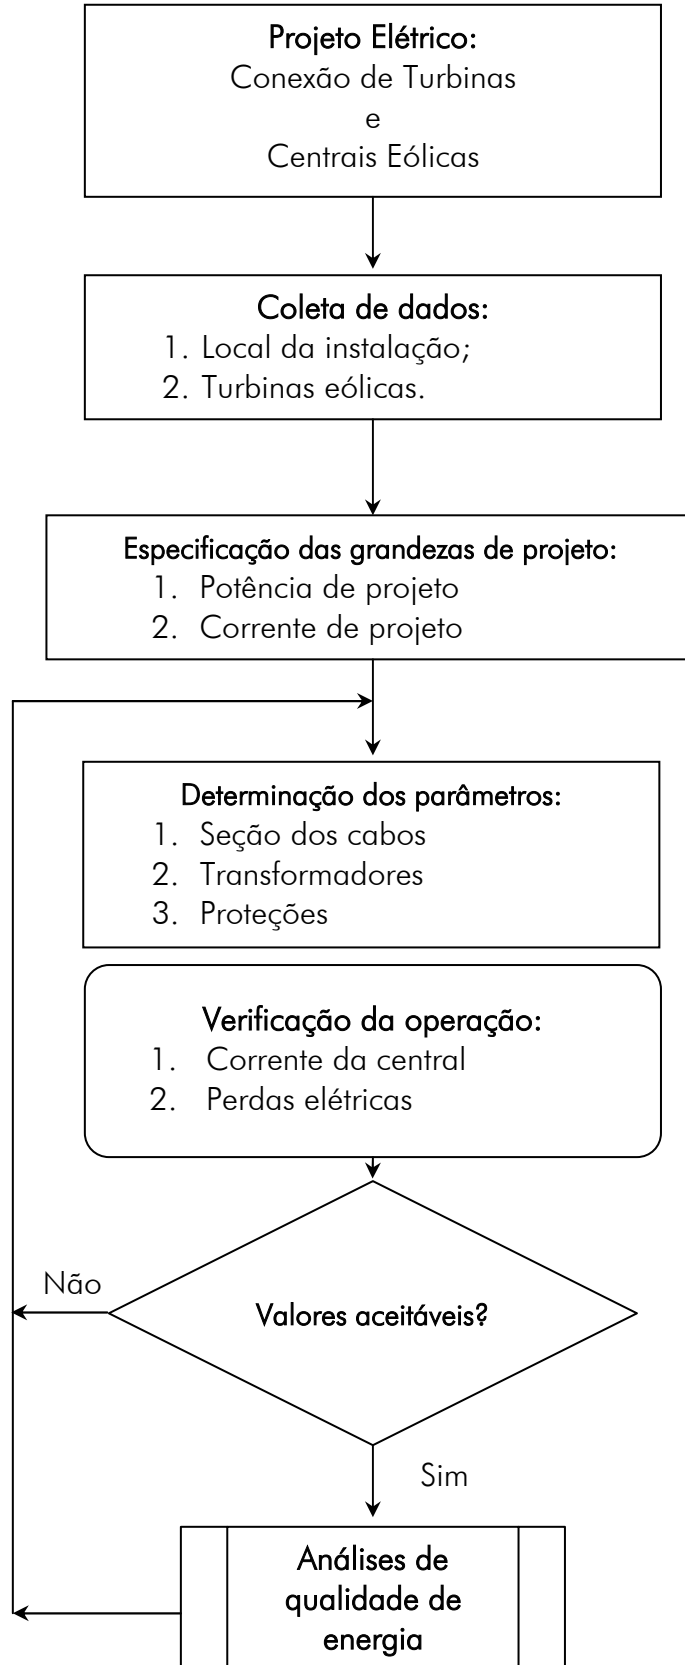 Projeto Elétrico:
Conexão de Turbinas
e
Centrais Eólicas
Coleta de dados:
1. Local da instalação;
2. Turbinas eólicas.
Especificação das grandezas de projeto:
1. Potência de projeto
2. Corrente de projeto
Determinação dos parâmetros:
1. Seção dos cabos
2. Transformadores
3. Proteções
Verificação da operação:
1. Corrente da central
2. Perdas elétricas
Não
Valores aceitáveis?
Sim
Análises de
qualidade de
energia